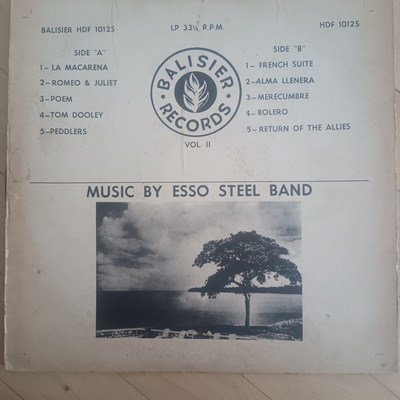 BALISIER HDF 1012S LP 33⅓ R.P.M. HDF 1012S
SIDE "A"
1- LA MACARENA
2- ROMEO & JULIET
3- POEM
4- TOM DOOLEY
5- PEDDLERS
BALISIER
RECORDS
VOL II
SIDE "B"
1- FRENCH SUITE
2- ALMA LLENERA
3- MERECUMBRE
4- BOLERO
5- RETURN OF THE ALLIES
MUSIC BY ESSO STEEL BAND